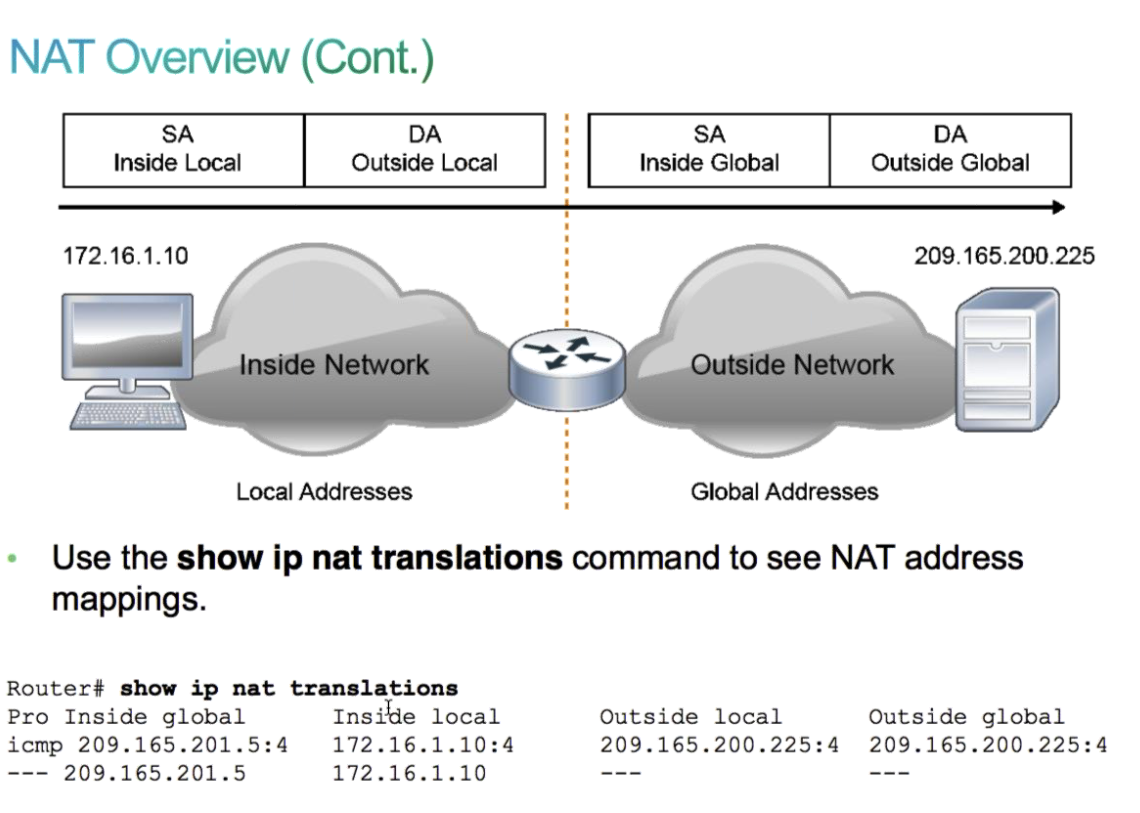 NAT Overview (Cont.)
SA DA SA DA
Inside Local Outside Local Inside Global Outside Global
172.16.1.10 209.165.200.225
Inside Network Outside Network
Local Addresses Global Addresses
• Use the show ip nat translations command to see NAT address
mappings.
Router# show ip nat translations
Pro Inside global Inside local Outside local Outside global
icmp 209.165.201.5:4 172.16.1.10:4 209.165.200.225:4 209.165.200.225:4
--- 209.165.201.5 172.16.1.10 --- ---